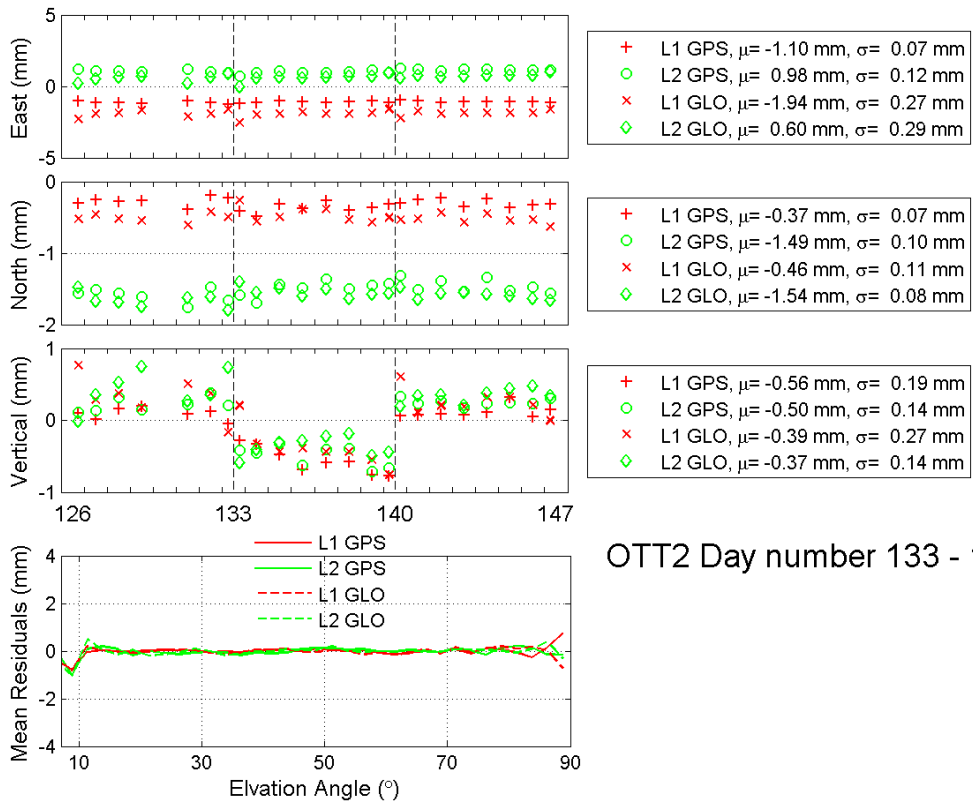 5
0
-5
East (mm)
L1 GPS, μ= -1.10 mm, σ= 0.07 mm
L2 GPS, μ= 0.98 mm, σ= 0.12 mm
L1 GLO, μ= -1.94 mm, σ= 0.27 mm
L2 GLO, μ= 0.60 mm, σ= 0.29 mm
0
-1
-2
North (mm)
L1 GPS, μ= -0.37 mm, σ= 0.07 mm
L2 GPS, μ= -1.49 mm, σ= 0.10 mm
L1 GLO, μ= -0.46 mm, σ= 0.11 mm
L2 GLO, μ= -1.54 mm, σ= 0.08 mm
1
0
-1
Vertical (mm)
L1 GPS, μ= -0.56 mm, σ= 0.19 mm
L2 GPS, μ= -0.50 mm, σ= 0.14 mm
L1 GLO, μ= -0.39 mm, σ= 0.27 mm
L2 GLO, μ= -0.37 mm, σ= 0.14 mm
126 133 140 147
L1 GPS
L2 GPS
L1 GLO
L2 GLO
OTT2 Day number 133 -
4
2
0
-2
-4
Mean Residuals (mm)
10 30 50 70 90
Elvation Angle (°)